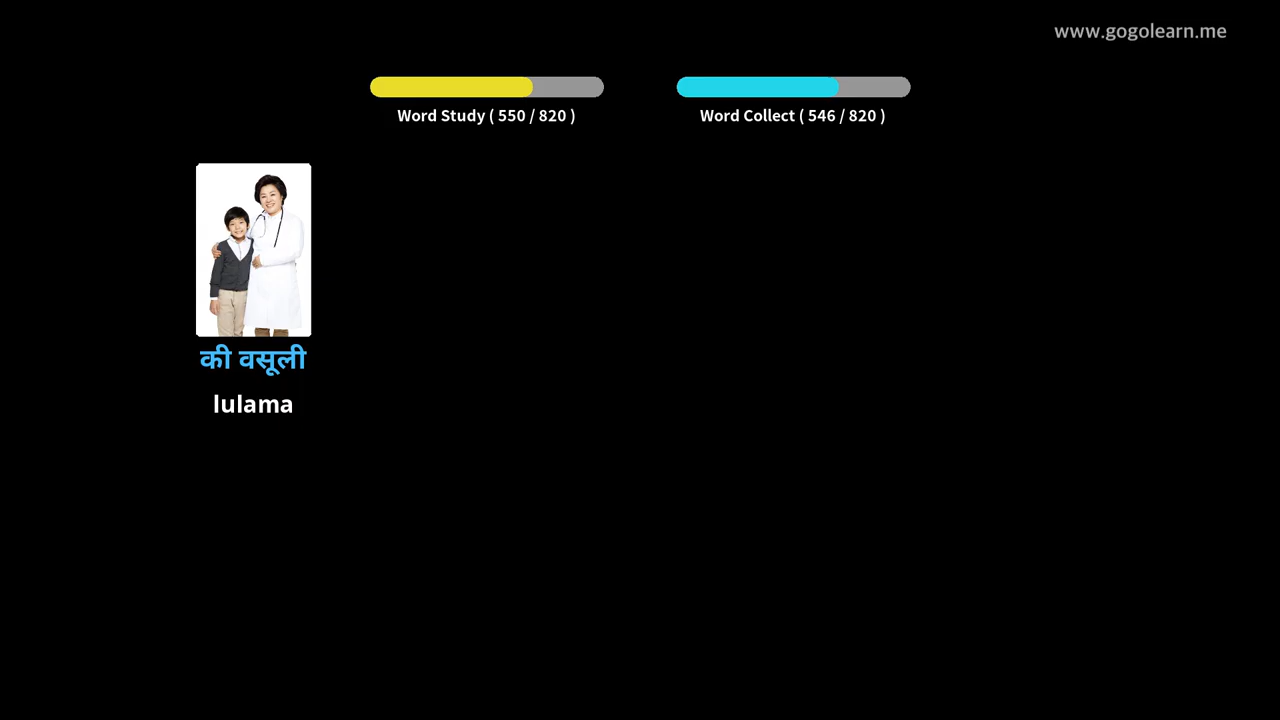 www.gogolearn.me
Word Study ( 550 / 820 )
Word Collect ( 546 / 820 )
की वसूली
lulama